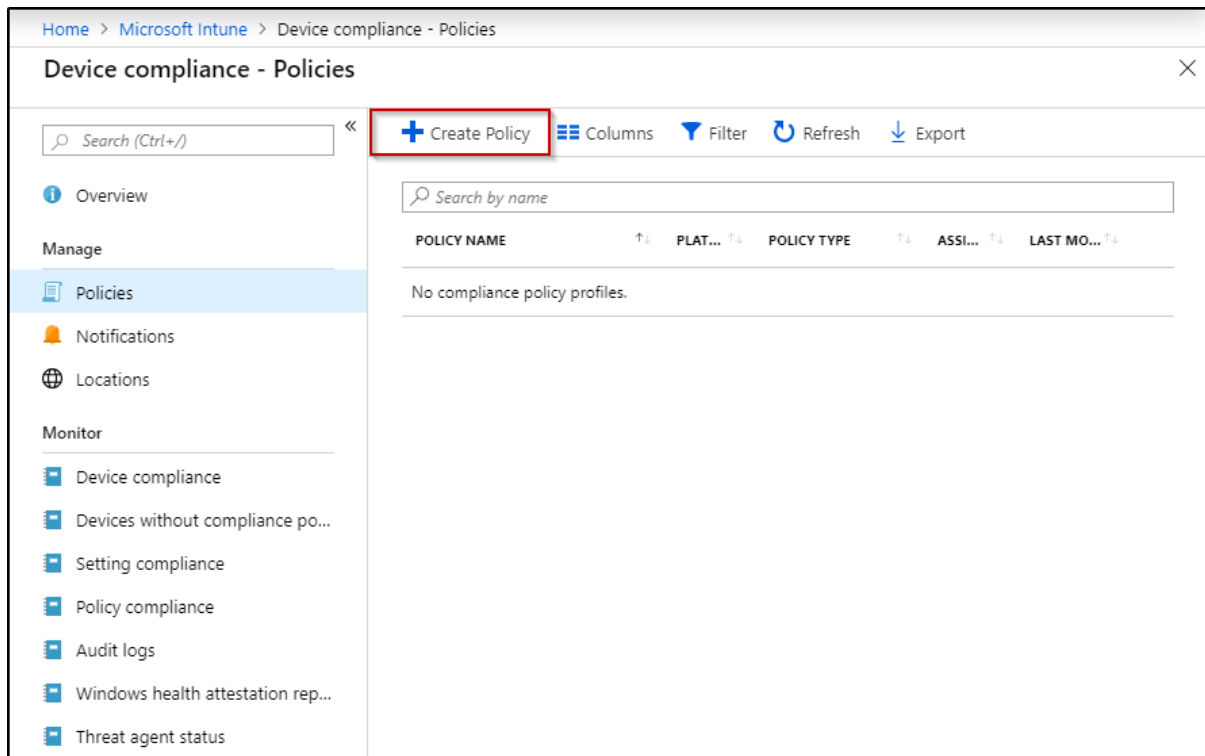 Home > Microsoft Intune > Device compliance - Policies
Device compliance - Policies
Search (Ctrl+/)
Overview
Manage
Policies
Notifications
Locations
Monitor
Device compliance
Devices without compliance po...
Setting compliance
Policy compliance
Audit logs
Windows health attestation rep...
Threat agent status
Create Policy Columns Filter Refresh Export
Search by name
POLICY NAME PLAT... POLICY TYPE ASSI... LAST MO...
No compliance policy profiles.